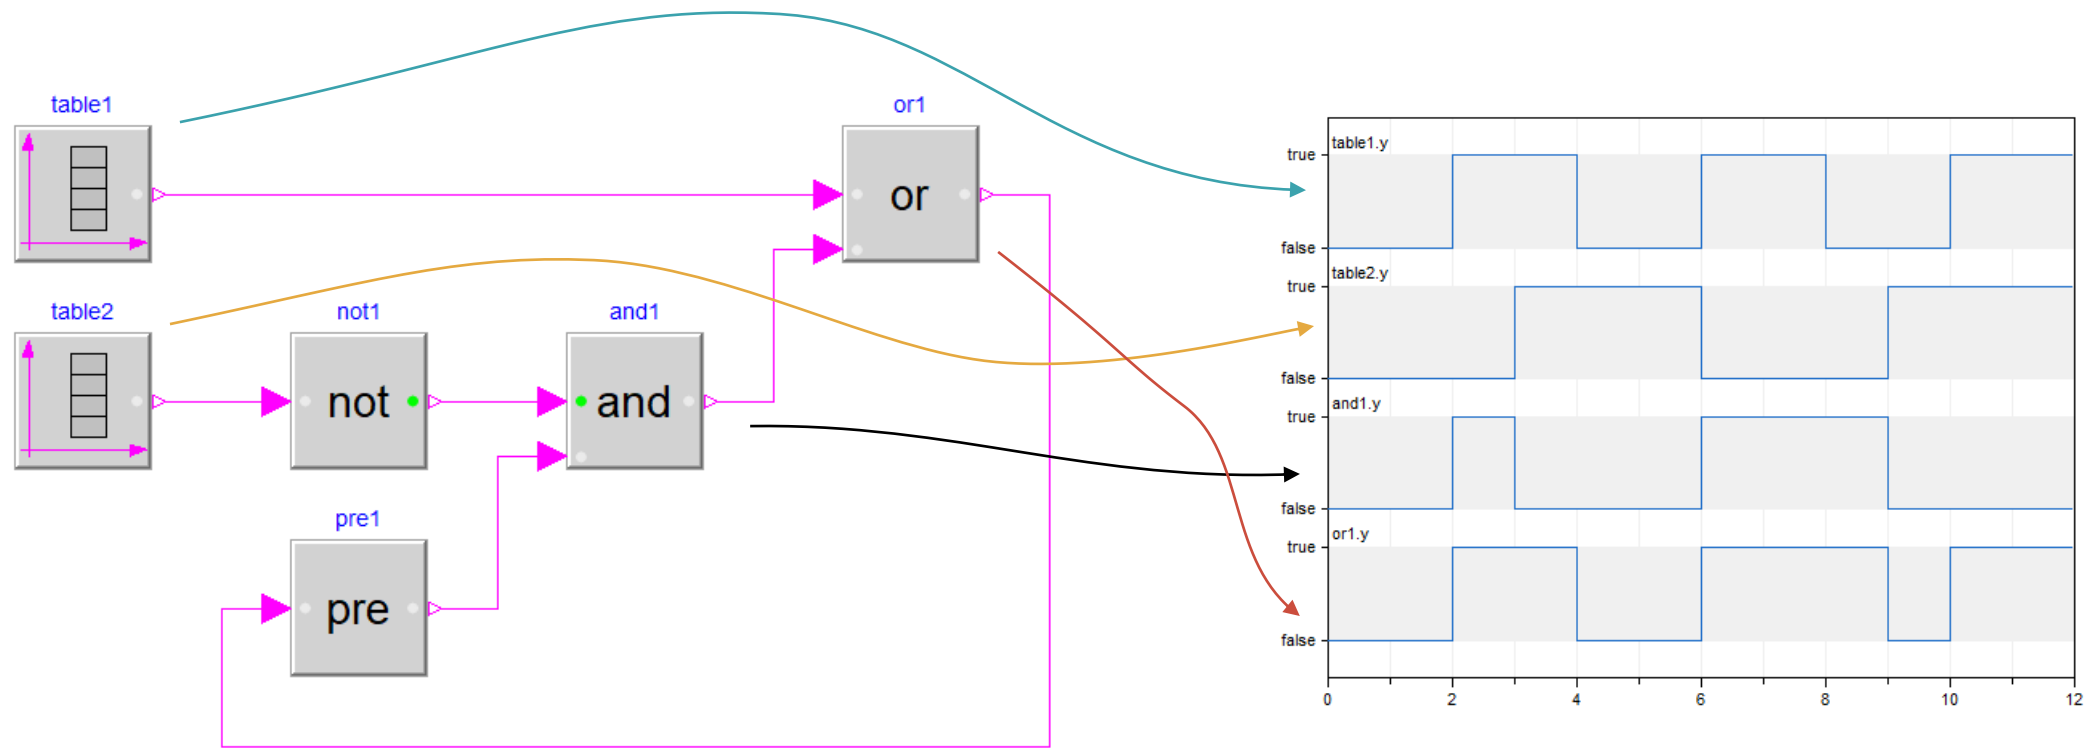 table1
or1
or
table2
not1
and1
not
and
pre1
pre
table1.y
true
false
table2.y
true
false
and1.y
true
false
or1.y
true
false
0 2 4 6 8 10 12